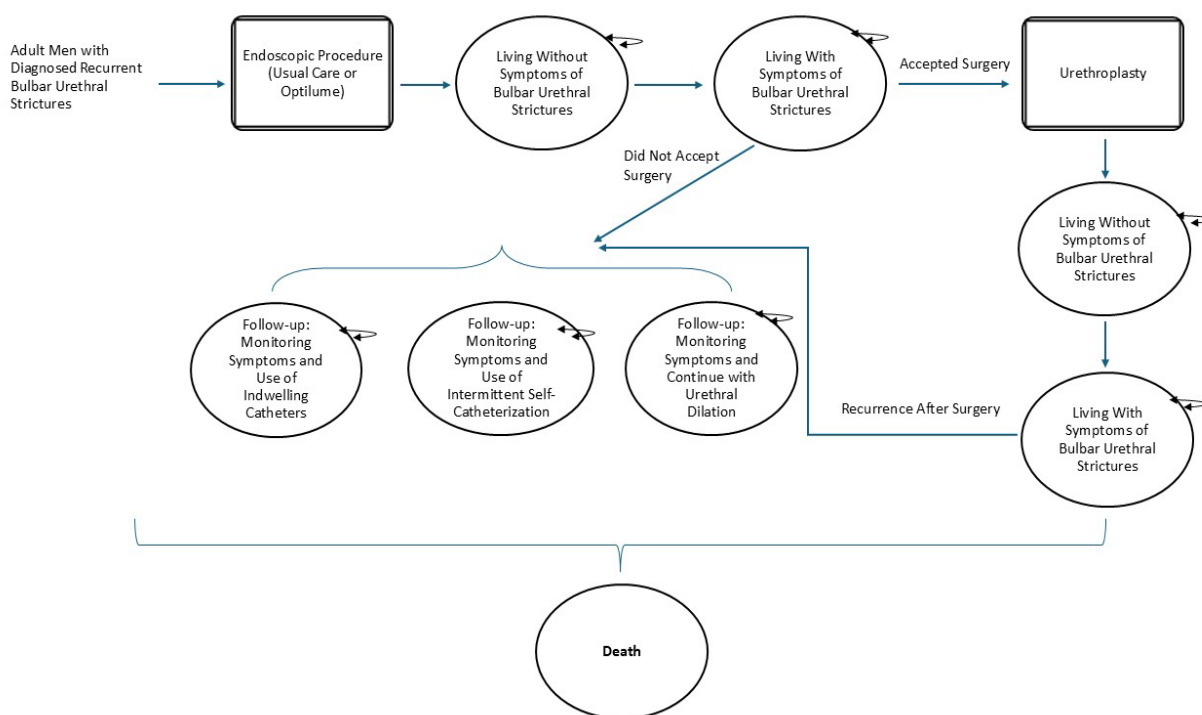 Adult Men with
Diagnosed Recurrent
Bulbar Urethral
Strictures
Endoscopic Procedure
(Usual Care or
Optilume)
Living Without
Symptoms of
Bulbar Urethral
Strictures
Living With
Symptoms of
Bulbar Urethral
Strictures
Accepted Surgery
Urethroplasty
Did Not Accept
Surgery
Living Without
Symptoms of
Bulbar Urethral
Strictures
Follow-up:
Monitoring
Symptoms and
Use of
Indwelling
Catheters
Follow-up:
Monitoring
Symptoms and
Use of
Intermittent Self-
Catheterization
Follow-up:
Monitoring
Symptoms and
Continue with
Urethral
Dilation
Recurrence After Surgery
Living With
Symptoms of
Bulbar Urethral
Strictures
Death